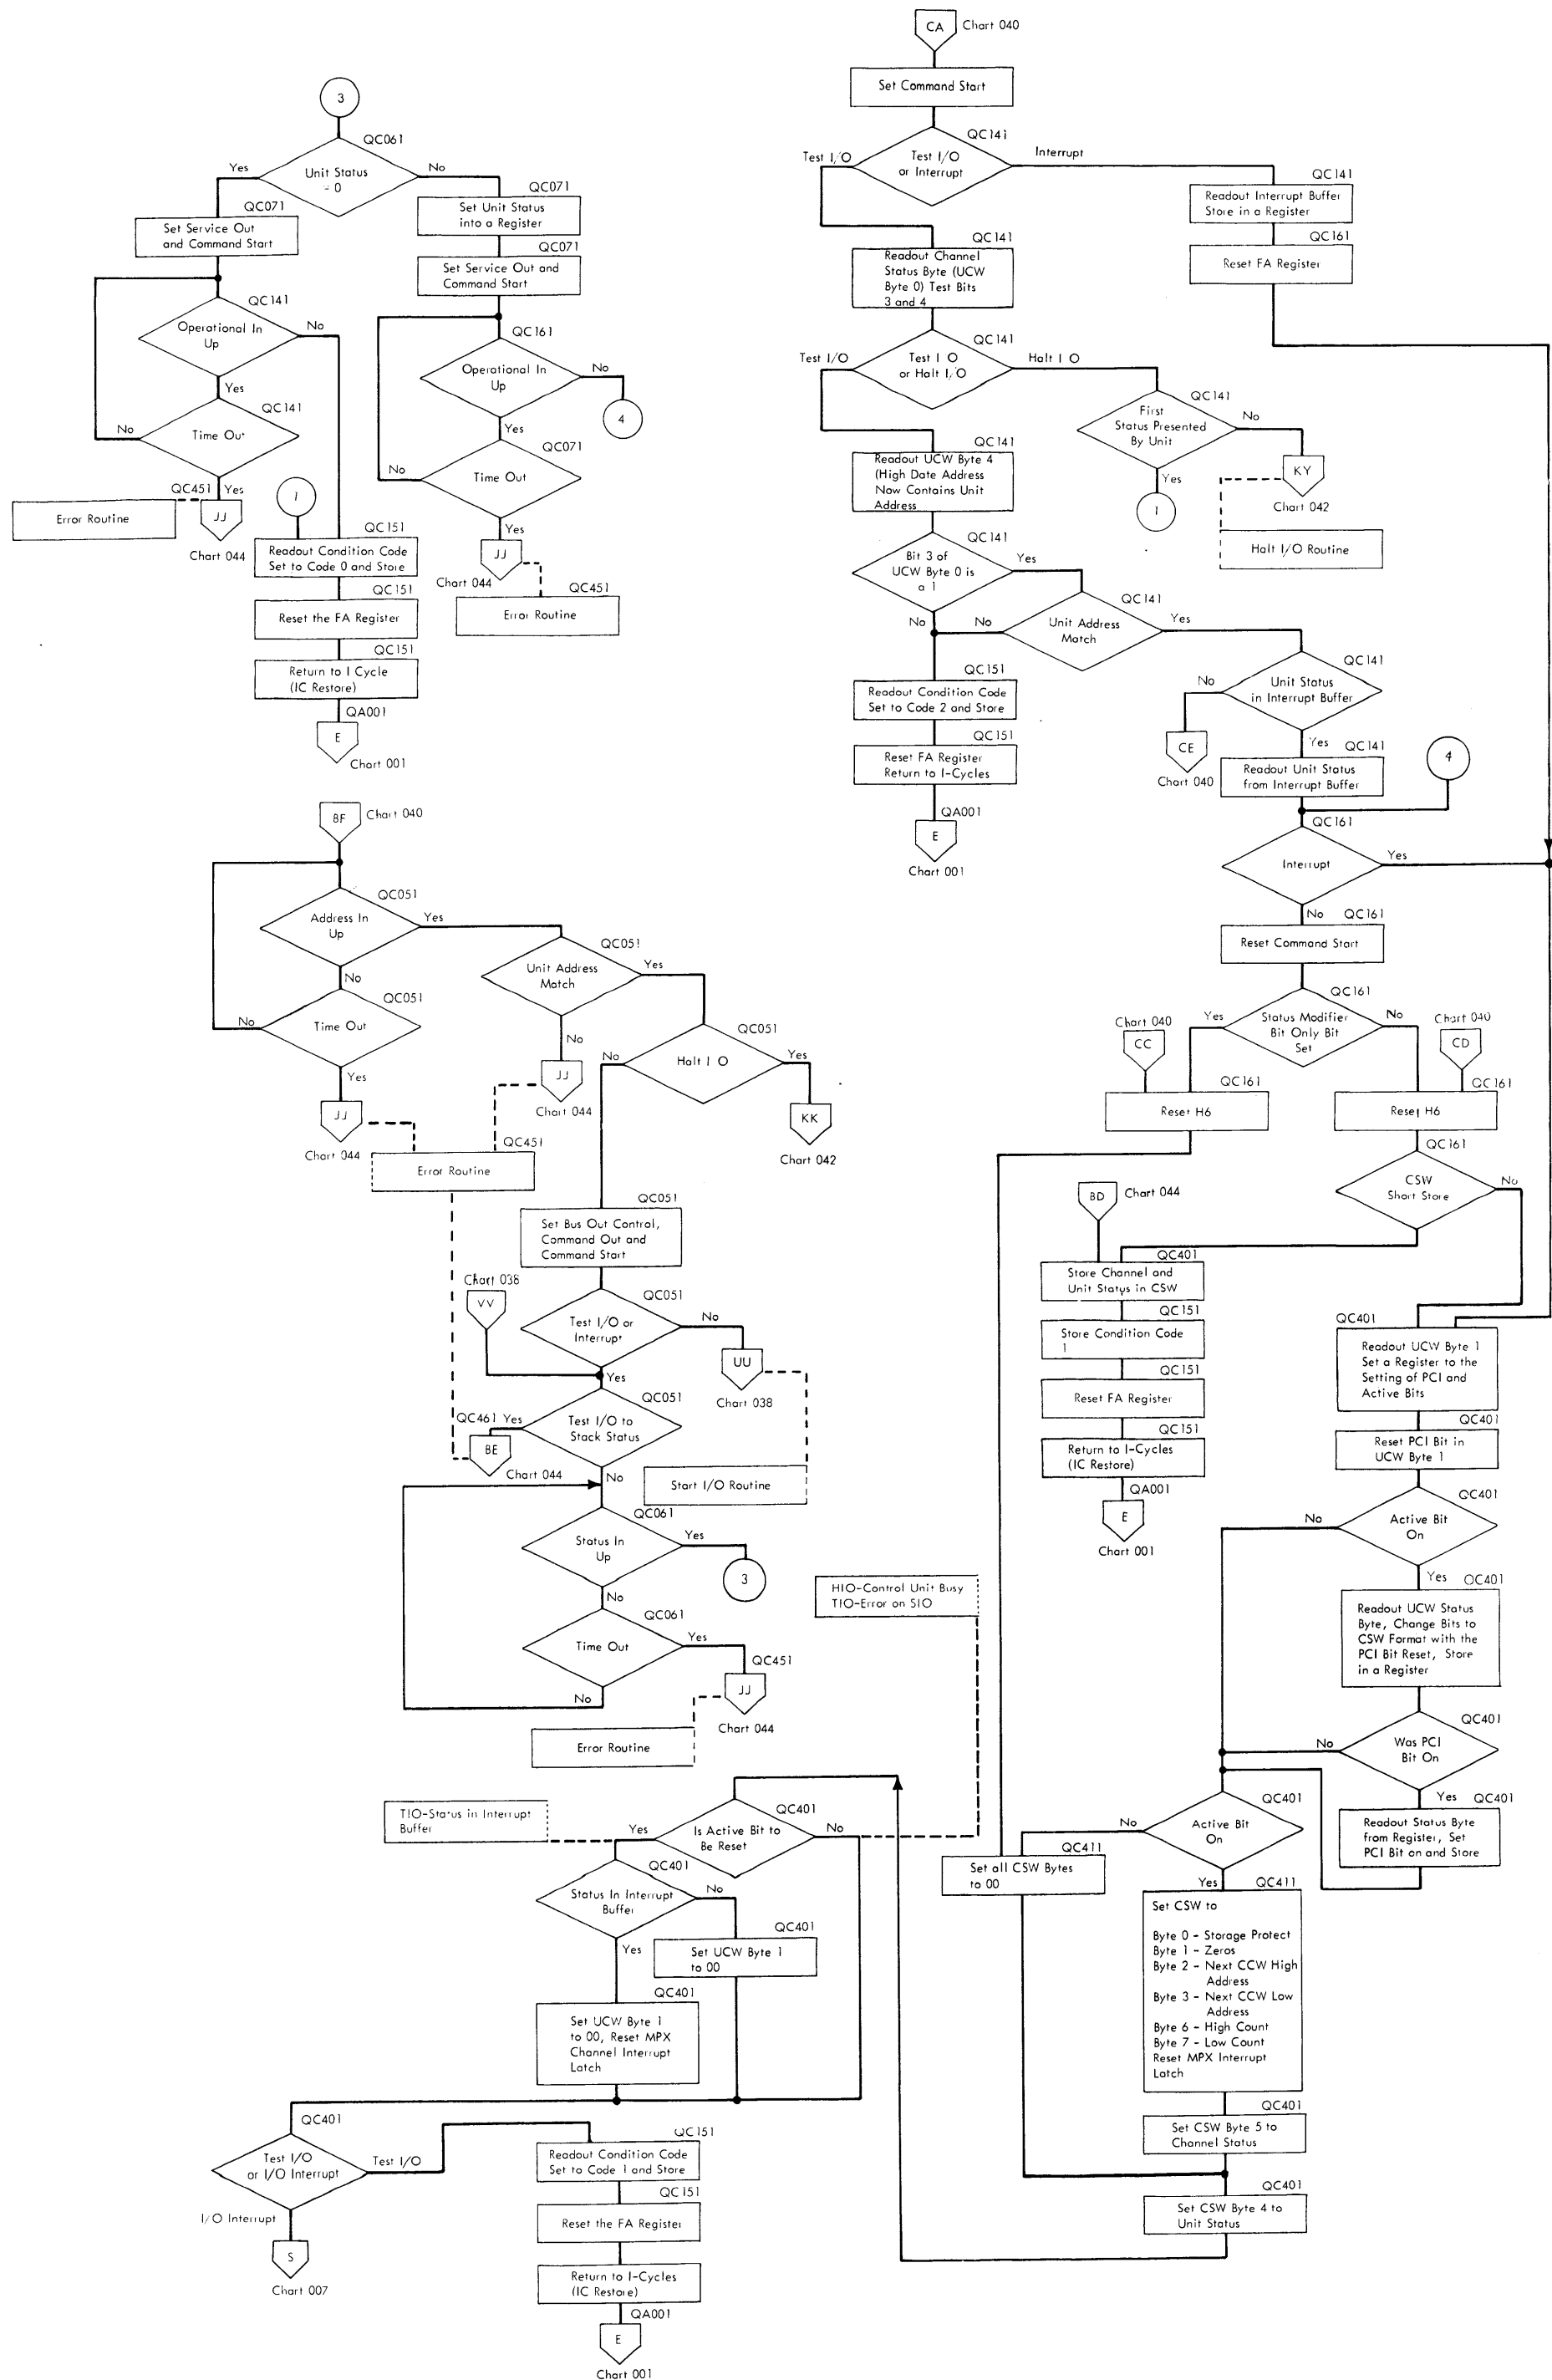 3
QC061
Unit Status
= 0
Yes
No
QC071
Set Service Out
and Command Start
QC071
Set Unit Status
into a Register
QC071
Set Service Out and
Command Start
QC141
Operational In
Up
No
Yes
QC141
Time Out
No
Yes
QC451
Error Routine
JJ
Chart 044
QC161
Operational In
Up
No
4
Yes
QC071
Time Out
No
Yes
JJ
Chart 044
QC451
Error Routine
1
QC151
Readout Condition Code
Set to Code 0 and Store
QC151
Reset the FA Register
QC151
Return to I Cycle
(IC Restore)
QA001
E
Chart 001
CA
Chart 040
Set Command Start
QC141
Test I/O
or Interrupt
Test I/O
Interrupt
QC141
Readout Interrupt Buffer
Store in a Register
QC161
Reset FA Register
QC141
Readout Channel
Status Byte (UCW
Byte 0) Test Bits
3 and 4
QC141
Test I O
or Halt I/O
Test I/O
Halt I O
QC141
First
Status Presented
By Unit
No
Yes
1
KY
Chart 042
Halt I/O Routine
QC141
Readout UCW Byte 4
(High Date Address
Now Contains Unit
Address
QC141
Bit 3 of
UCW Byte 0 is
a 1
Yes
No
QC141
Unit Address
Match
No
Yes
QC151
Readout Condition Code
Set to Code 2 and Store
QC151
Reset FA Register
Return to I-Cycles
QA001
E
Chart 001
QC141
Unit Status
in Interrupt Buffer
No
Yes
CE
Chart 040
QC141
Readout Unit Status
from Interrupt Buffer
4
QC161
Interrupt
Yes
No
QC161
Reset Command Start
QC161
Status Modifier
Bit Only Bit
Set
Yes
No
Chart 040
CC
QC161
Reset H6
Chart 040
CD
QC161
Reset H6
QC161
CSW
Short Store
No
BD
Chart 044
QC401
Store Channel and
Unit Status in CSW
QC151
Store Condition Code
1
QC151
Reset FA Register
QC151
Return to I-Cycles
(IC Restore)
QA001
E
Chart 001
QC401
Readout UCW Byte 1
Set a Register to the
Setting of PCI and
Active Bits
QC401
Reset PCI Bit in
UCW Byte 1
QC401
Active Bit
On
No
Yes
QC401
Readout UCW Status
Byte, Change Bits to
CSW Format with the
PCI Bit Reset, Store
in a Register
QC401
Was PCI
Bit On
No
Yes
QC401
Readout Status Byte
from Register, Set
PCI Bit on and Store
QC401
Active Bit
On
No
Yes
QC411
Set all CSW Bytes
to 00
QC411
Set CSW to
Byte 0 - Storage Protect
Byte 1 - Zeros
Byte 2 - Next CCW High
Address
Byte 3 - Next CCW Low
Address
Byte 6 - High Count
Byte 7 - Low Count
Reset MPX Interrupt
Latch
QC401
Set CSW Byte 5 to
Channel Status
QC401
Set CSW Byte 4 to
Unit Status
BF
Chart 040
QC051
Address In
Up
Yes
No
QC051
Time Out
No
Yes
JJ
Chart 044
QC051
Unit Address
Match
Yes
No
JJ
Chart 044
QC451
Error Routine
QC051
Halt I O
No
Yes
KK
Chart 042
QC051
Set Bus Out Control,
Command Out and
Command Start
Chart 038
VV
QC051
Test I/O or
Interrupt
No
Yes
UU
Chart 038
Start I/O Routine
QC051
Test I/O to
Stack Status
QC461
Yes
No
BE
Chart 044
QC061
Status In
Up
Yes
No
3
QC061
Time Out
Yes
No
QC451
JJ
Chart 044
Error Routine
HIO-Control Unit Busy
TIO-Error on SIO
TIO-Status in Interrupt
Buffer
QC401
Is Active Bit to
Be Reset
Yes
No
QC401
Status In Interrupt
Buffer
No
Yes
QC401
Set UCW Byte 1
to 00
QC401
Set UCW Byte 1
to 00, Reset MPX
Channel Interrupt
Latch
QC401
Test I/O
or I/O Interrupt
Test I/O
I/O Interrupt
S
Chart 007
QC151
Readout Condition Code
Set to Code 1 and Store
QC151
Reset the FA Register
Return to I-Cycles
(IC Restore)
QA001
E
Chart 001